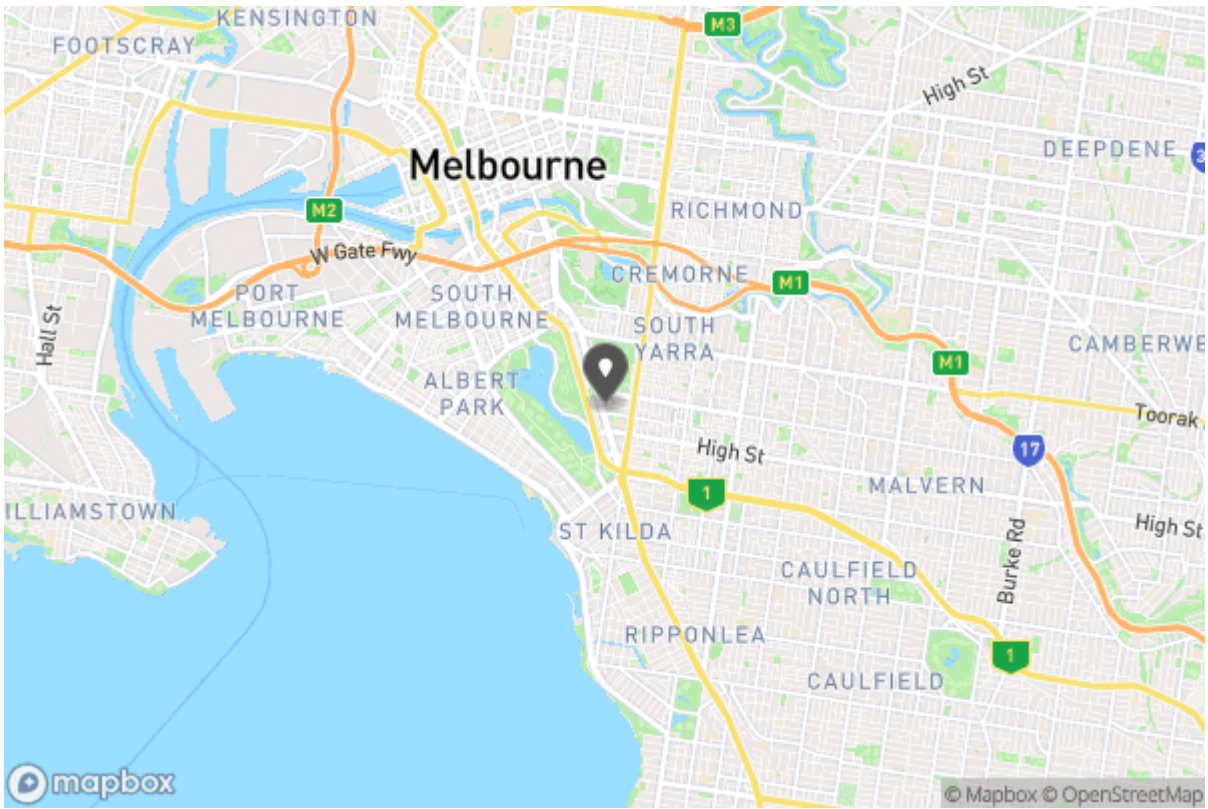 KENSINGTON
FOOTSCRAY
M3
High St
Melbourne
DEEPDENE
3
RICHMOND
M2
W Gate Fwy
CREMORNE
M1
PORT
MELBOURNE
SOUTH
MELBOURNE
SOUTH
YARRA
Hall St
M1
CAMBERWE
ALBERT
PARK
Toorak
High St
17
MALVERN
1
ILLIAMSTOWN
ST KILDA
High St
Burke Rd
CAULFIELD
NORTH
RIPPONLEA
1
CAULFIELD
mapbox
© Mapbox © OpenStreetMap